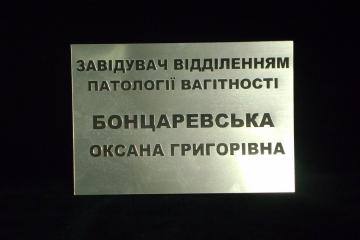 ЗАВІДУВАЧ ВІДДІЛЕННЯМ
ПАТОЛОГІЇ ВАГІТНОСТІ
БОНЦАРЕВСЬКА
ОКСАНА ГРИГОРІВНА